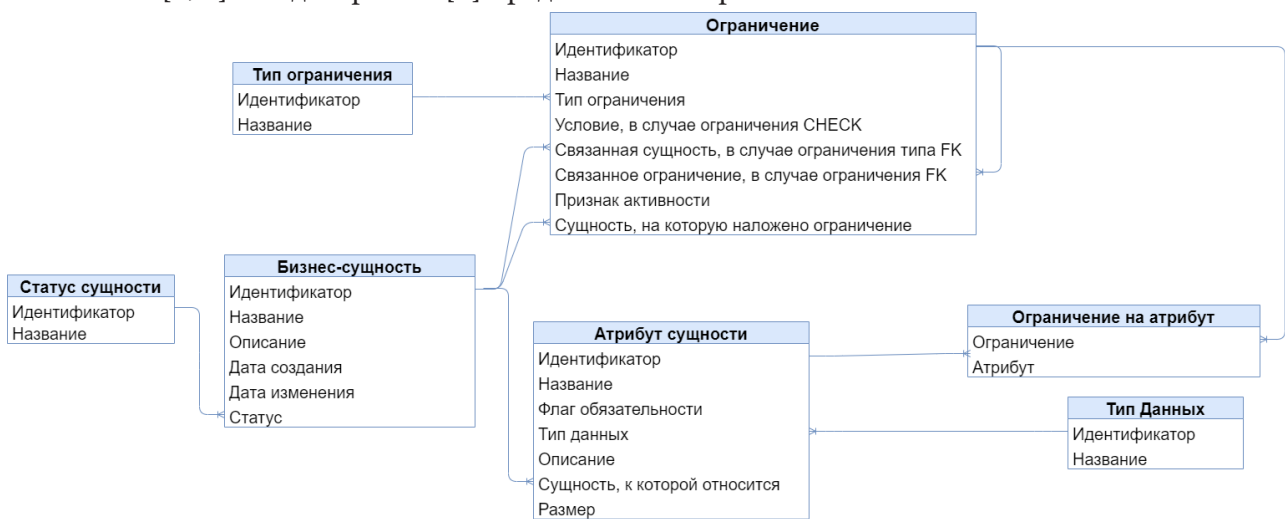 Ограничение
Идентификатор
Название
Тип ограничения
Условие, в случае ограничения CHECK
Связанная сущность, в случае ограничения типа FK
Связанное ограничение, в случае ограничения FK
Признак активности
Сущность, на которую наложено ограничение
Тип ограничения
Идентификатор
Название
Статус сущности
Идентификатор
Название
Бизнес-сущность
Идентификатор
Название
Описание
Дата создания
Дата изменения
Статус
Атрибут сущности
Идентификатор
Название
Флаг обязательности
Тип данных
Описание
Сущность, к которой относится
Размер
Ограничение на атрибут
Ограничение
Атрибут
Тип Данных
Идентификатор
Название